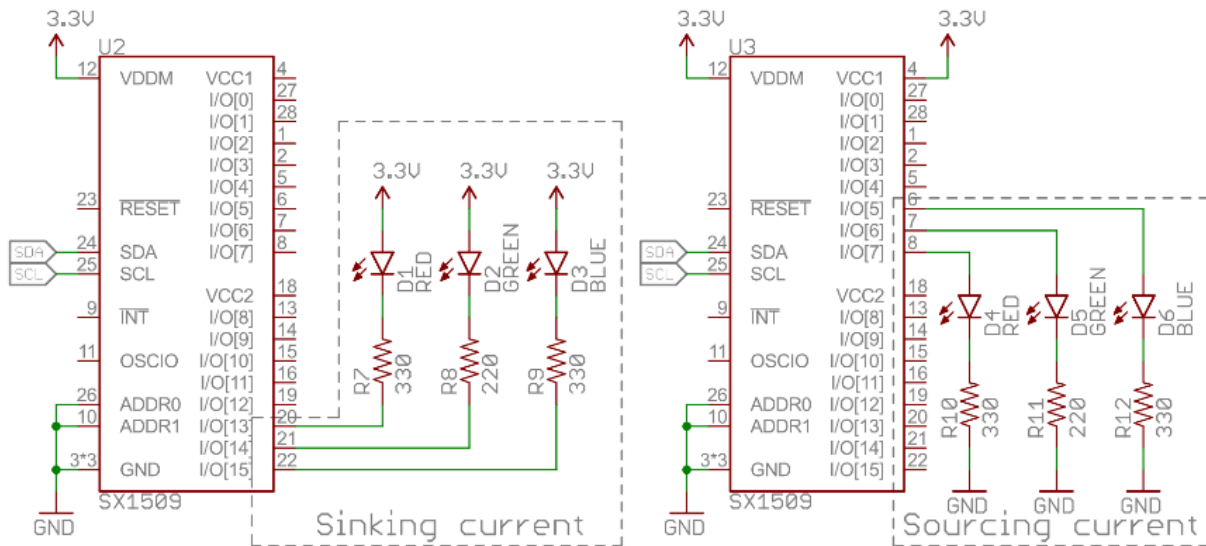 3.3V
U2
12 VDDM VCC1 4
I/O[0] 27
I/O[1] 28
I/O[2] 1
I/O[3] 2
I/O[4] 5
23 RESET I/O[5] 6
I/O[6] 7
24 SDA I/O[7] 8
SDA
25 SCL
SCL
VCC2 18
9 INT I/O[8] 13
I/O[9] 14
11 OSCIO I/O[10] 15
I/O[11] 16
26 ADDR0 I/O[12] 19
10 ADDR1 I/O[13] 20
I/O[14] 21
3*3 GND I/O[15] 22
SX1509
GND
3.3V 3.3V 3.3V
D1 RED
D2 GREEN
D3 BLUE
R7 330
R8 220
R9 330
Sinking current
3.3V 3.3V
U3
12 VDDM VCC1 4
I/O[0] 27
I/O[1] 28
I/O[2] 1
I/O[3] 2
I/O[4] 5
23 RESET I/O[5] 6
I/O[6] 7
24 SDA I/O[7] 8
SDA
25 SCL
SCL
VCC2 18
9 INT I/O[8] 13
I/O[9] 14
11 OSCIO I/O[10] 15
I/O[11] 16
26 ADDR0 I/O[12] 19
10 ADDR1 I/O[13] 20
I/O[14] 21
3*3 GND I/O[15] 22
SX1509
GND
D4 RED
D5 GREEN
D6 BLUE
R10 330
R11 220
R12 330
GND GND GND
Sourcing current